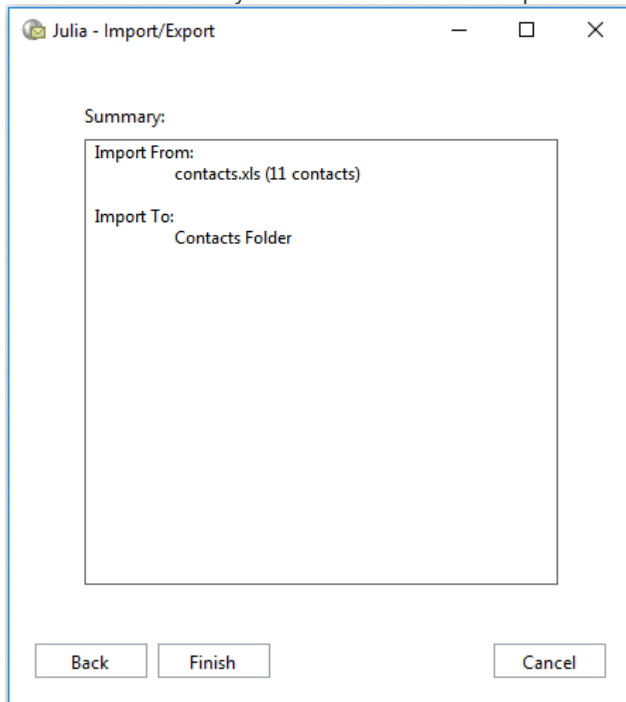 Julia - Import/Export
Summary:
Import From:
contacts.xls (11 contacts)
Import To:
Contacts Folder
Back Finish Cancel